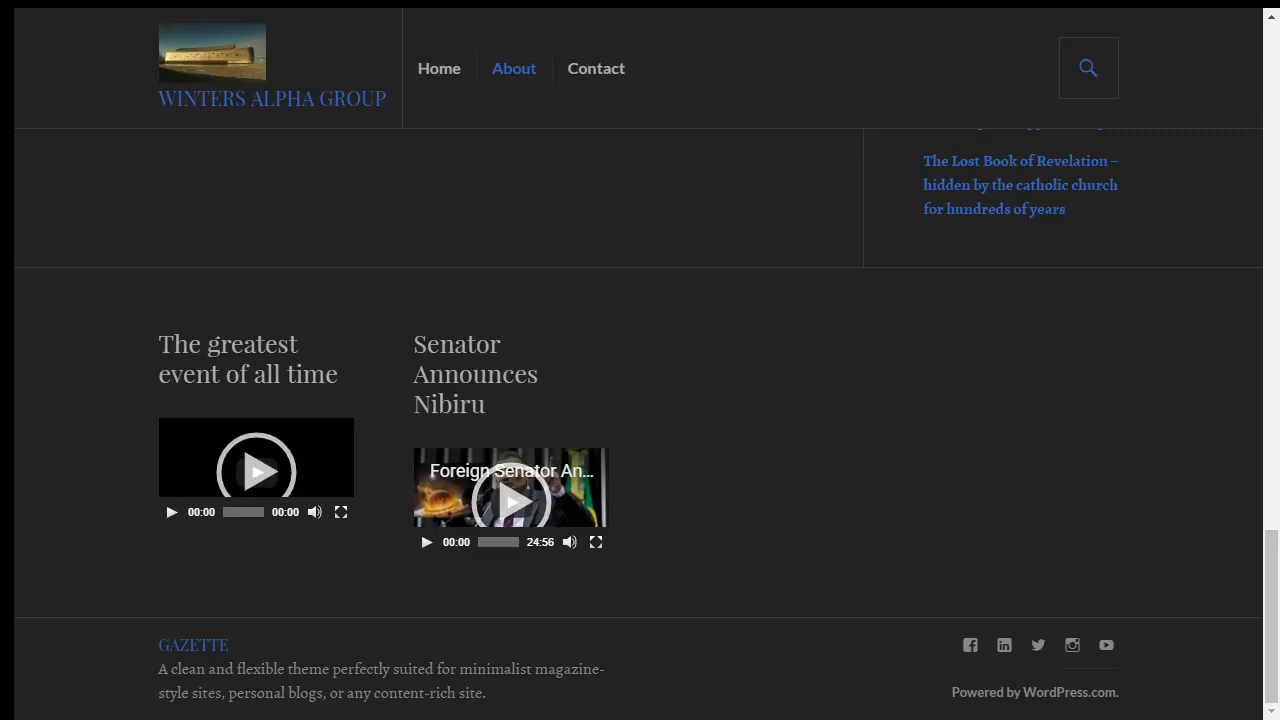 WINTERS ALPHA GROUP
Home
About
Contact
The Lost Book of Revelation –
hidden by the catholic church
for hundreds of years
The greatest
event of all time
00:00
00:00
Senator
Announces
Nibiru
Foreign Senator An...
00:00
24:56
GAZETTE
A clean and flexible theme perfectly suited for minimalist magazine-
style sites, personal blogs, or any content-rich site.
Powered by WordPress.com.